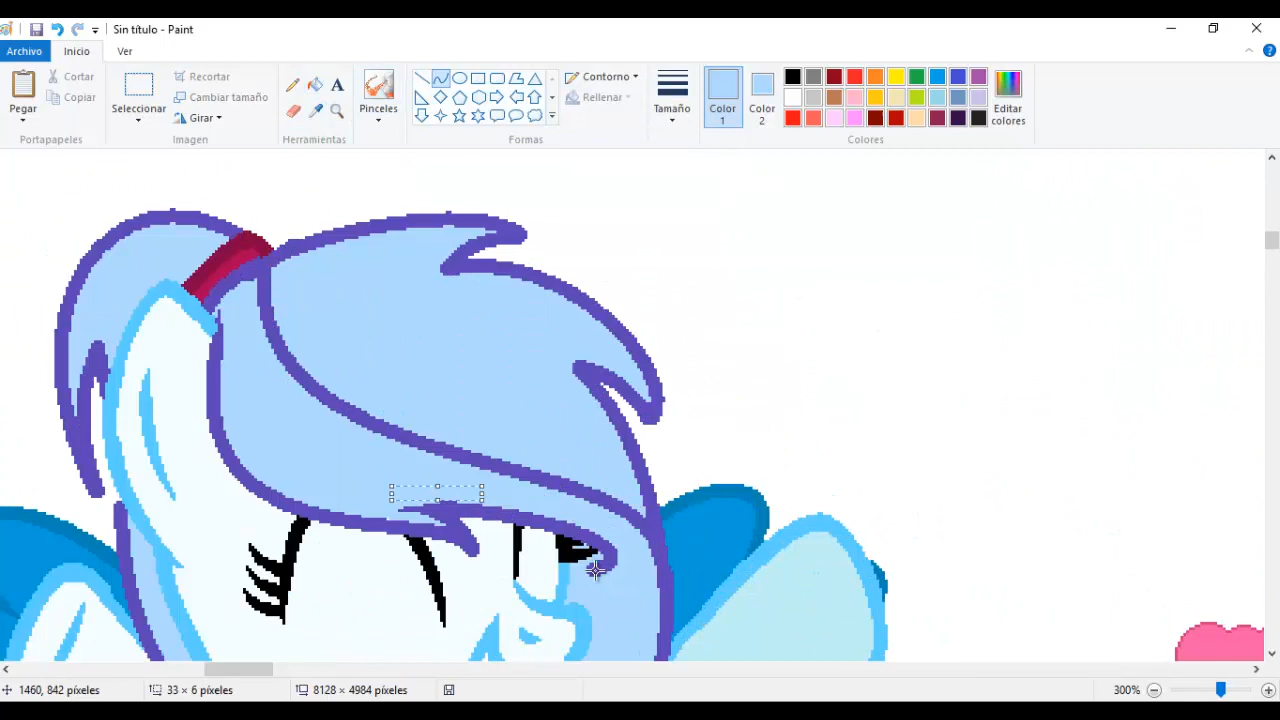 Sin título - Paint
Archivo Inicio Ver
Pegar
Cortar
Copiar
Portapapeles
Seleccionar
Recortar
Cambiar tamaño
Girar
Imagen
A
Herramientas
Pinceles
Contorno
Rellenar
Formas
Tamaño
Color
1
Color
2
Editar
colores
Colores
1460, 842 píxeles
33 × 6 píxeles
8128 × 4984 píxeles
300%